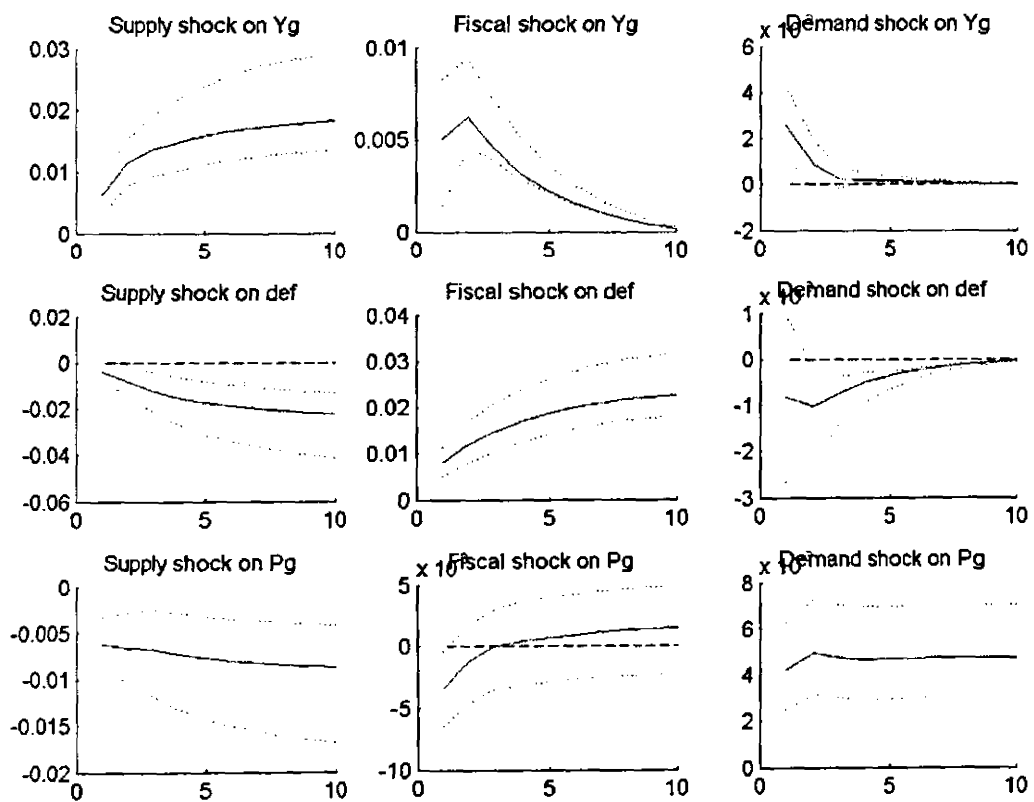 Supply shock on Yg
0.03
0.02
0.01
0
0 5 10
Fiscal shock on Yg
0.01
0.005
0
0 5 10
x 10
Demand shock on Yg
6
4
2
0
-2
0 5 10
Supply shock on def
0.02
0
-0.02
-0.04
-0.06
0 5 10
Fiscal shock on def
0.04
0.03
0.02
0.01
0
0 5 10
x 10
Demand shock on def
1
0
-1
-2
-3
0 5 10
Supply shock on Pg
0
-0.005
-0.01
-0.015
-0.02
0 5 10
x 10
Fiscal shock on Pg
5
0
-5
-10
0 5 10
x 10
Demand shock on Pg
8
6
4
2
0
0 5 10